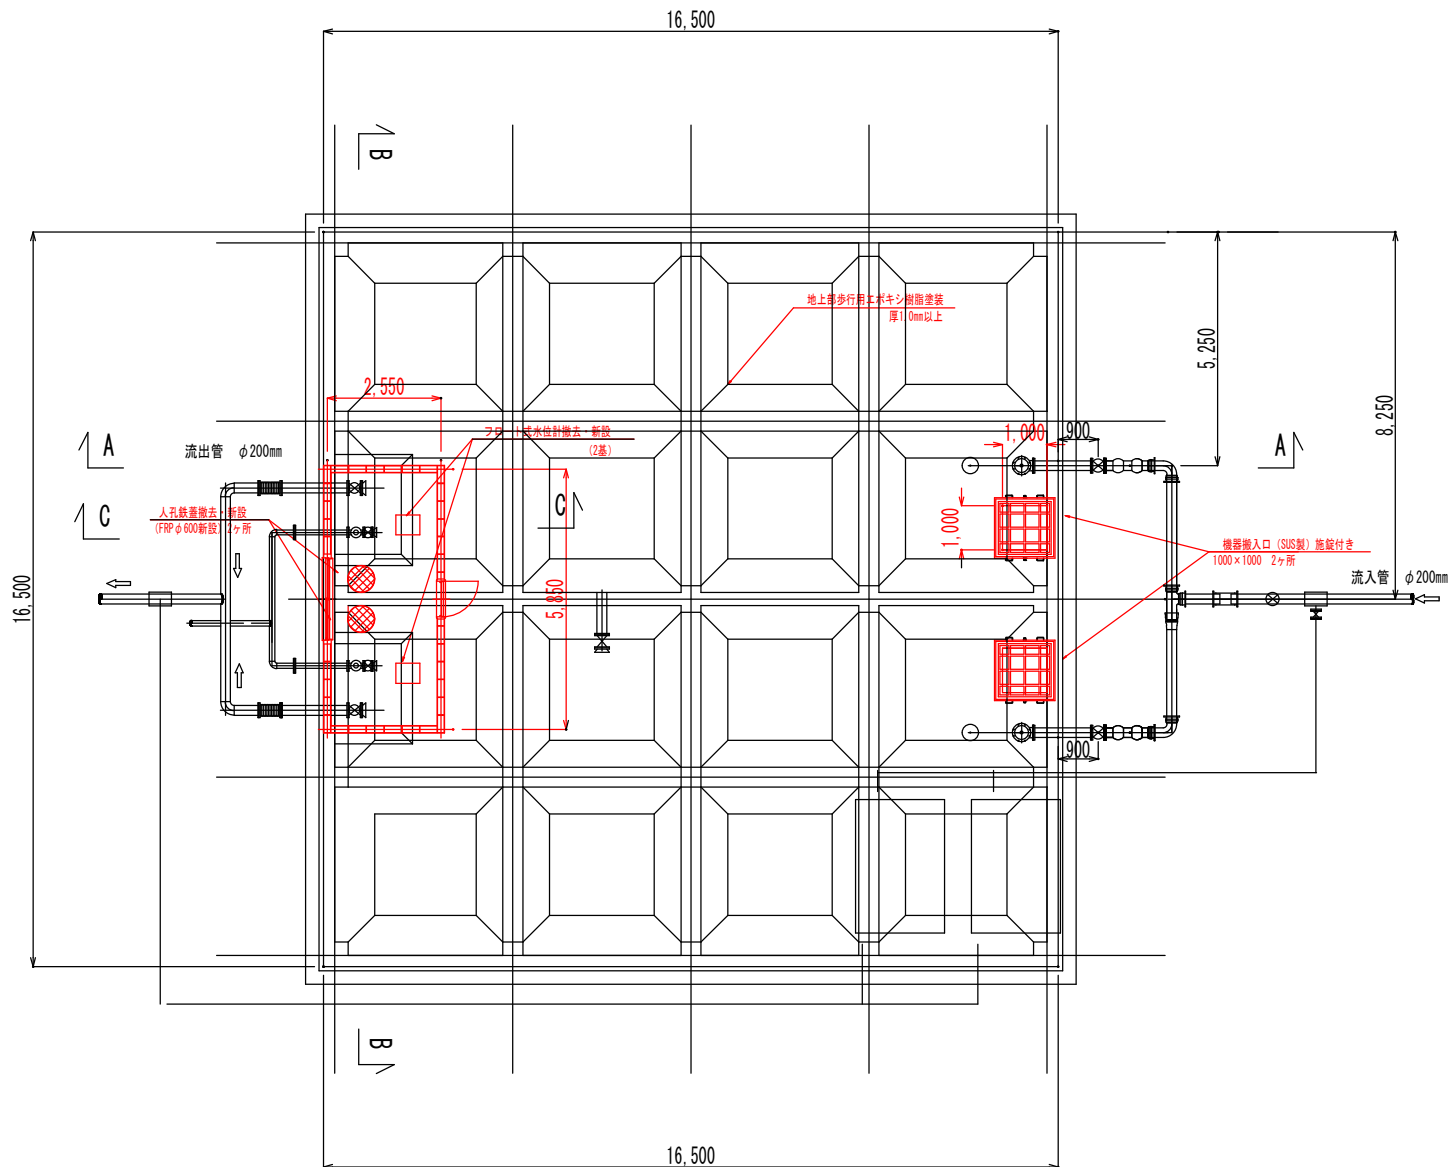 16,500
B
地上部歩行用エポキシ樹脂塗装
厚1.0mm以上
5,250
8,250
16,500
2,550
フロート式水位計撤去・新設
(2基)
1,000
900
A
A
流出管 φ200mm
C
C
人孔鉄蓋撤去・新設
(FRPφ600新設) 2ヶ所
1,000
機器搬入口 (SUS製) 施錠付き
1000×1000 2ヶ所
流入管 φ200mm
5,850
900
B
16,500